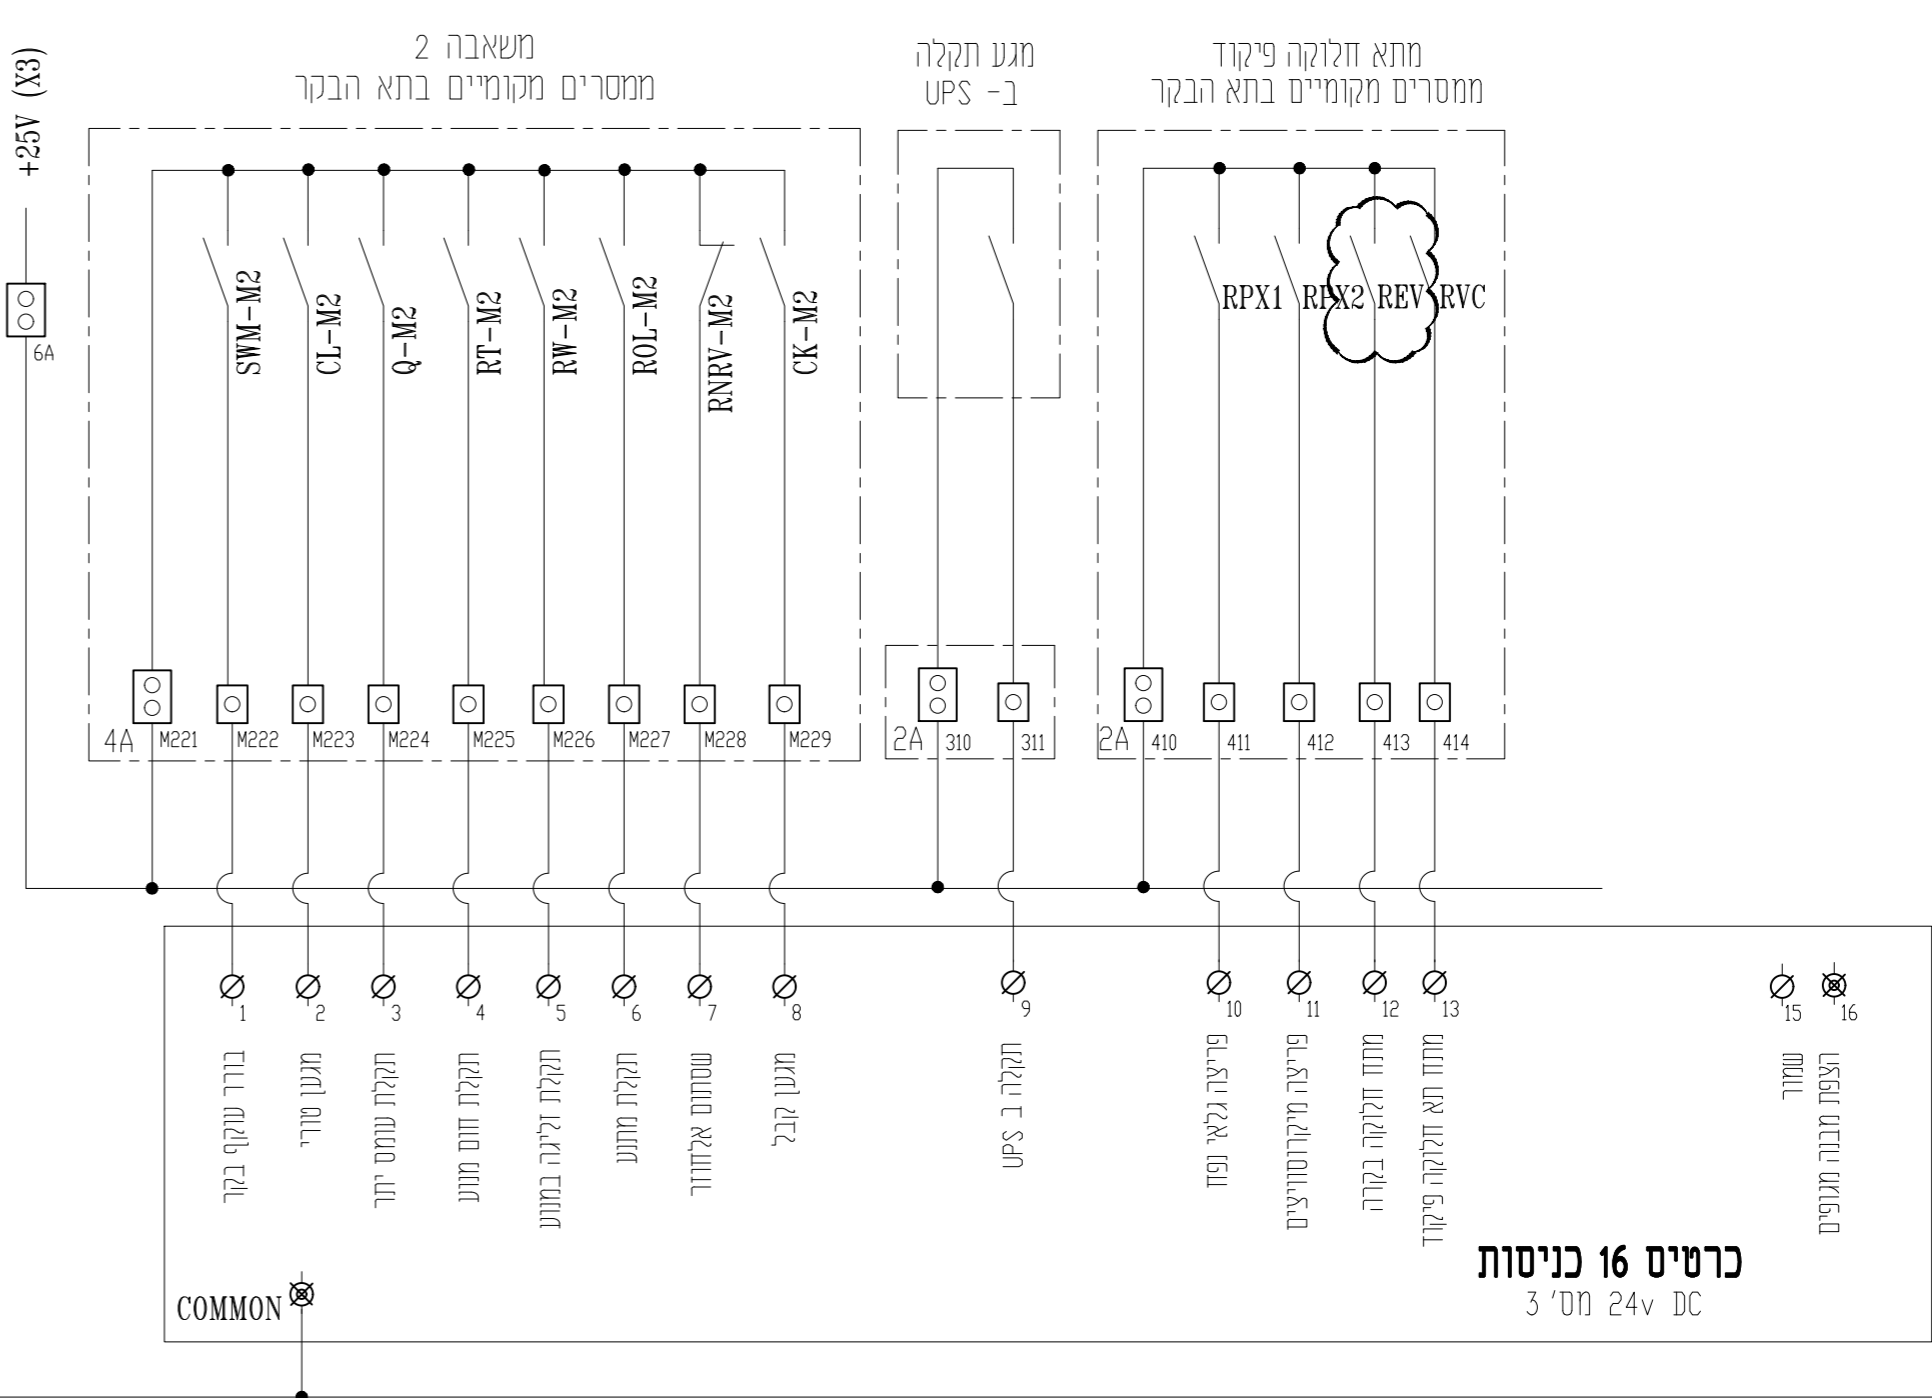 +25V (X3)
6A
משאבה 2
ממסרים מקומיים בתא הבקר
מגע תקלה
ב- UPS
מתא חלוקה פיקוד
ממסרים מקומיים בתא הבקר
SWM-M2
CL-M2
Q-M2
RT-M2
RW-M2
ROL-M2
RNRV-M2
CK-M2
RPX1
RPX2
REV
RVC
4A
M221
M222
M223
M224
M225
M226
M227
M228
M229
2A
310
311
2A
410
411
412
413
414
1
2
3
4
5
6
7
8
9
10
11
12
13
15
16
בורר עוקף בקר
מגען טורי
תקלת עומס יתר
תקלת חום מנוע
תקלת זליגה במנוע
תקלת מתנע
שסתום אלחוזר
מגען קבל
תקלה ב UPS
פריצה גלאי נפח
פריצה מיקרוסוויצים
מתח חלוקה בקרה
מתח תא חלוקה פיקוד
שמור
הצפת מבנה מגופים
כרטיס 16 כניסות
24v DC מס' 3
COMMON